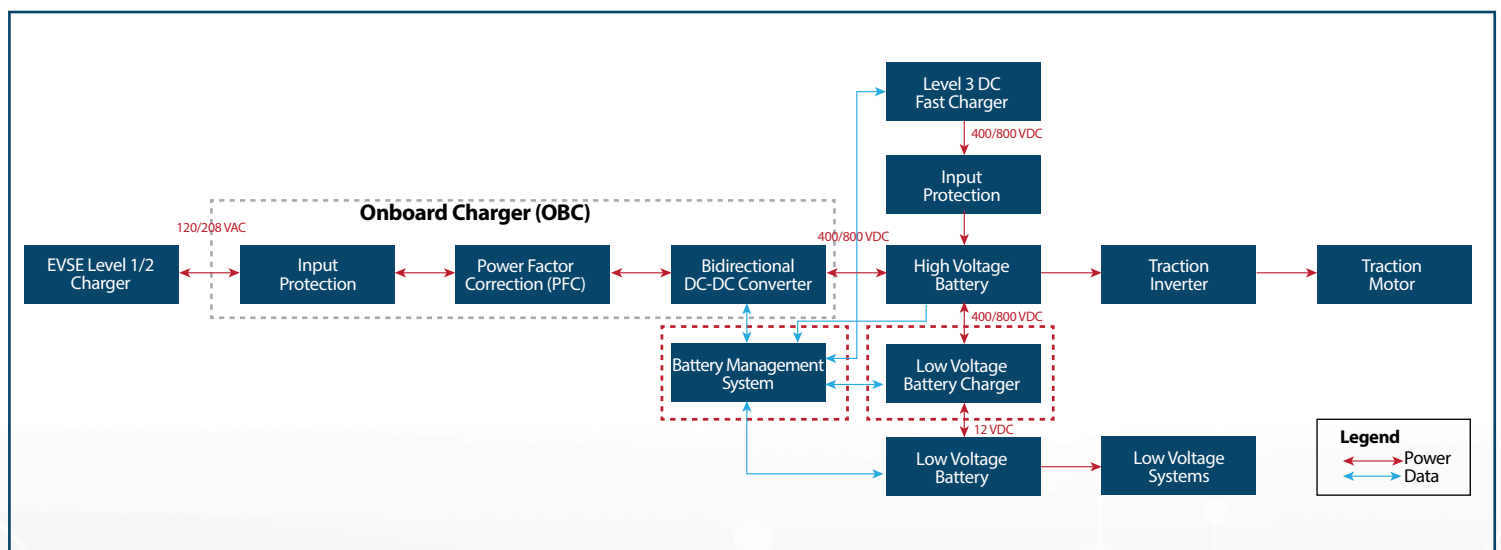 Level 3 DC
Fast Charger
400/800 VDC
Input
Protection
Onboard Charger (OBC)
120/208 VAC
400/800 VDC
EVSE Level 1/2
Charger
Input
Protection
Power Factor
Correction (PFC)
Bidirectional
DC-DC Converter
High Voltage
Battery
Traction
Inverter
Traction
Motor
400/800 VDC
Battery Management
System
Low Voltage
Battery Charger
12 VDC
Low Voltage
Battery
Low Voltage
Systems
Legend
Power
Data